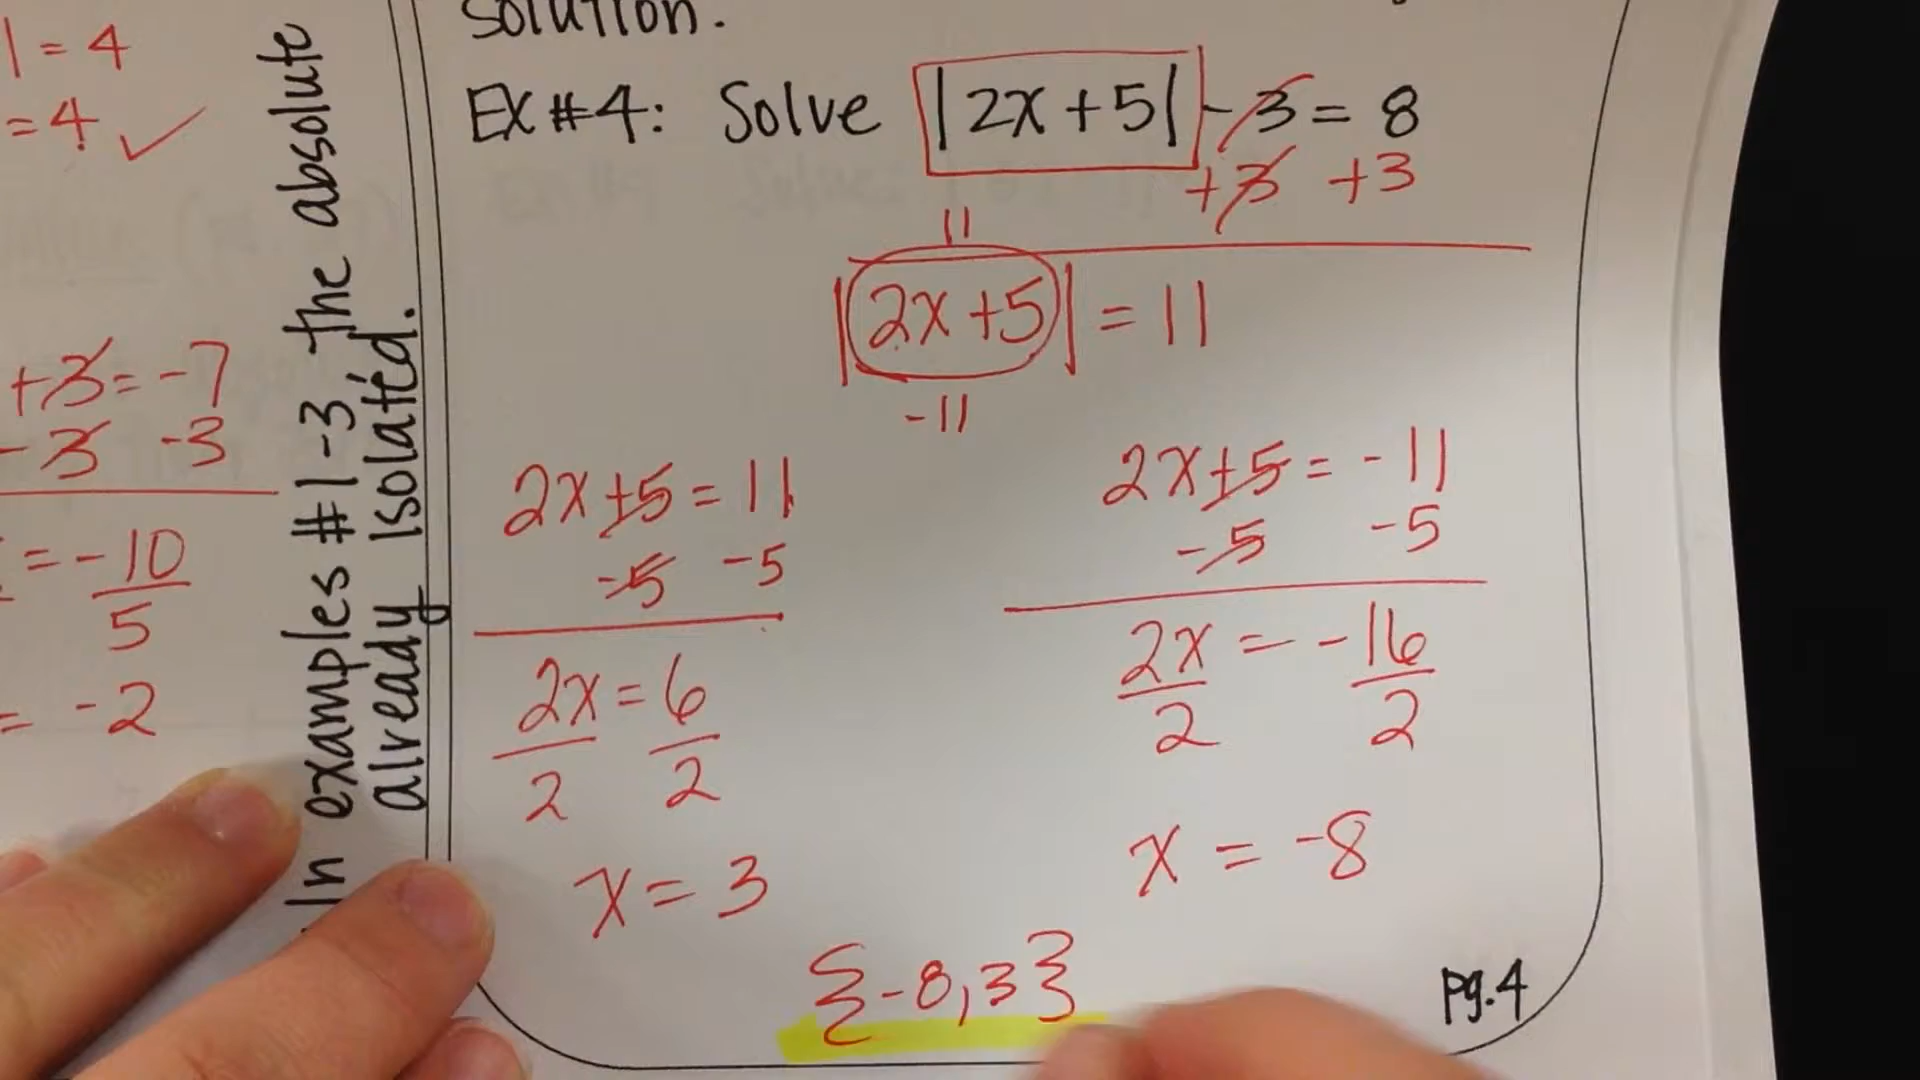 | = 4
= 4 ✓
+3 = -7
-3 -3
= -10
5
= -2
In examples #1-3 the absolute
already isolated.
solution.
EX #4: Solve |2x+5| - 3 = 8
+3 +3
11
|2x+5| = 11
-11
2x+5 = 11
-5 -5
2x = 6
2 2
x = 3
2x+5 = -11
-5 -5
2x = -16
2 2
x = -8
{-8,3}
pg.4